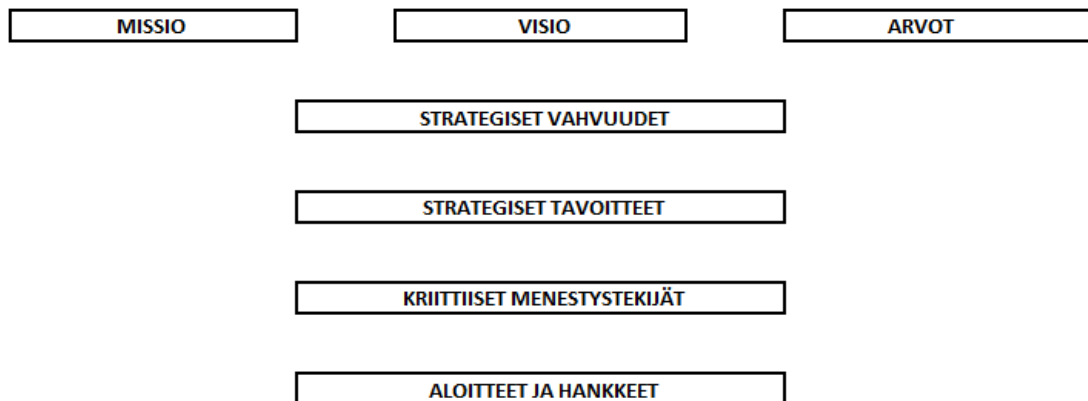 MISSIO
VISIO
ARVOT
STRATEGISET VAHVUUDET
STRATEGISET TAVOITTEET
KRIITTIISET MENESTYSTEKIJÄT
ALOITTEET JA HANKKEET